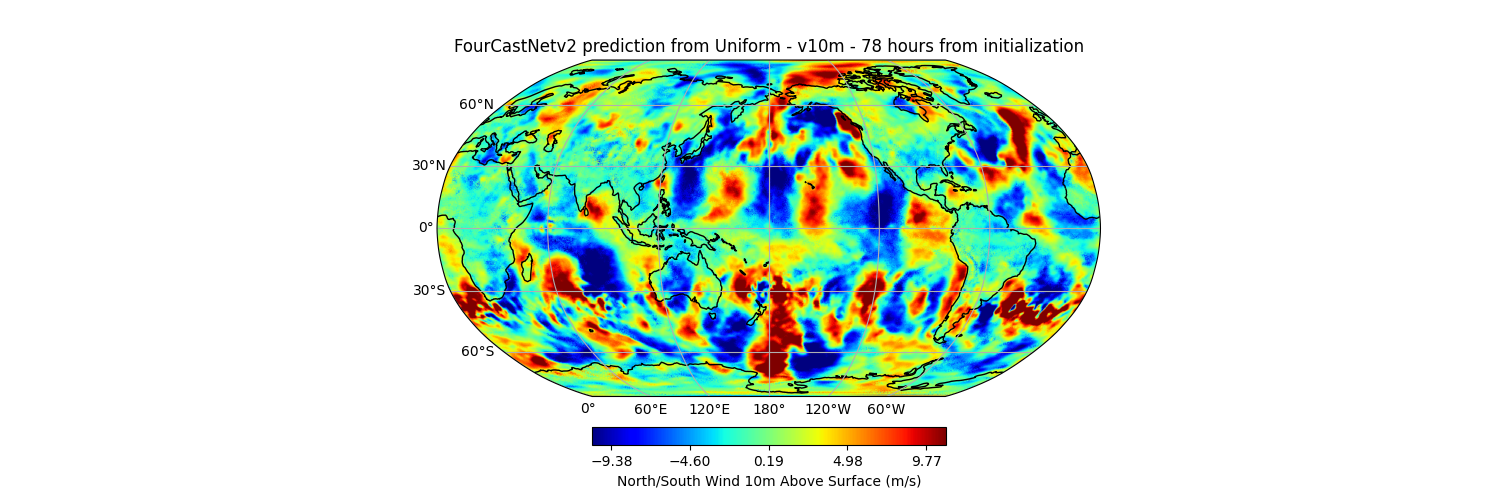 FourCastNetv2 prediction from Uniform - v10m - 78 hours from initialization
60°N
30°N
0°
30°S
60°S
0° 60°E 120°E 180° 120°W 60°W
−9.38 −4.60 0.19 4.98 9.77
North/South Wind 10m Above Surface (m/s)